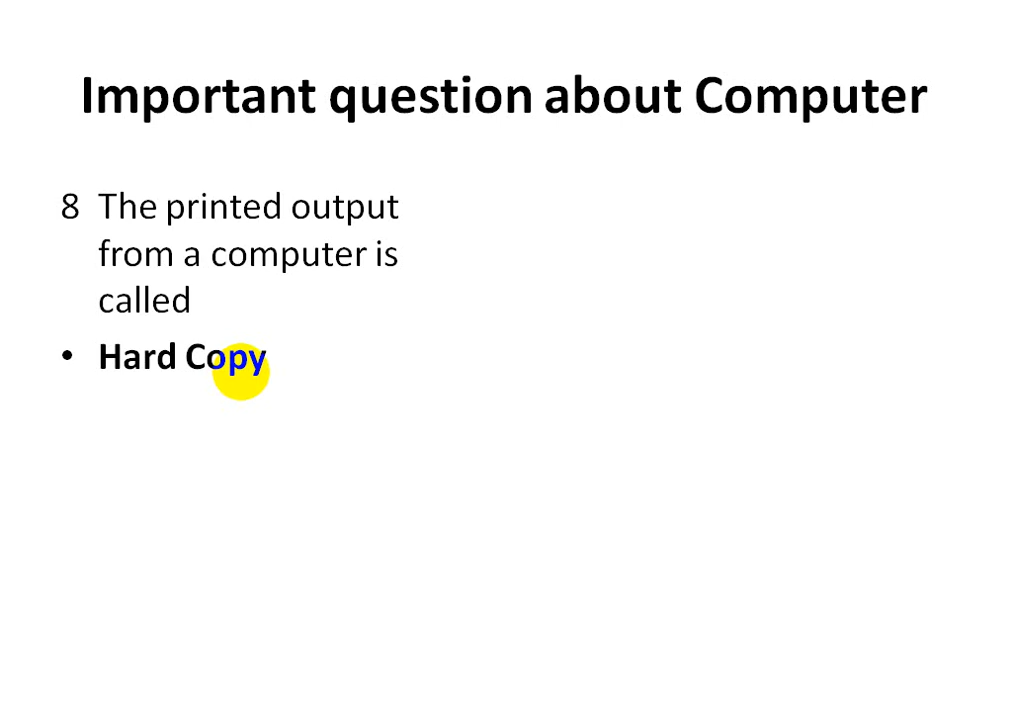 Important question about Computer
8 The printed output
from a computer is
called
• Hard Copy